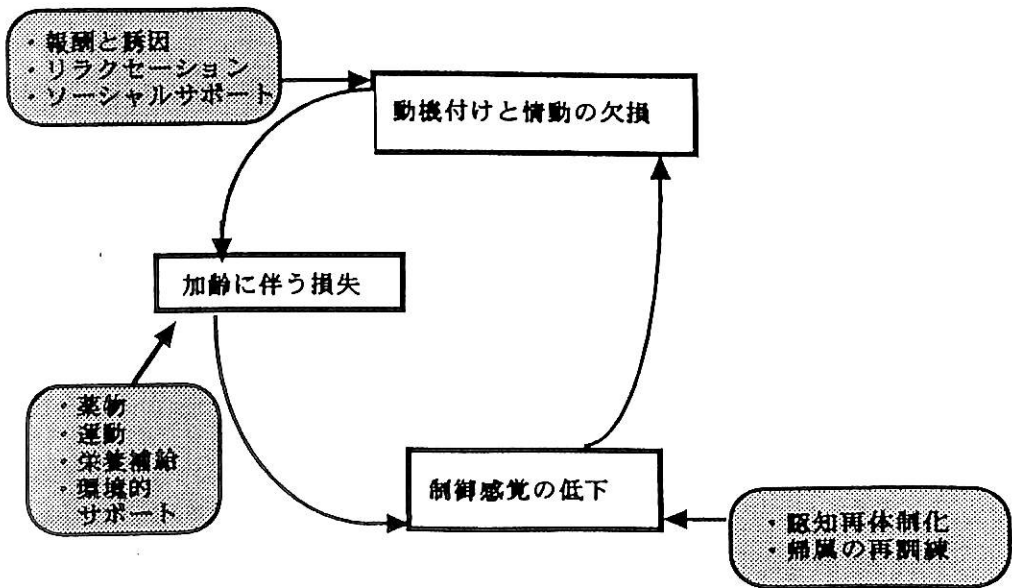 ・報酬と誘因
・リラクセーション
・ソーシャルサポート
動機付けと情動の欠損
加齢に伴う損失
・薬物
・運動
・栄養補給
・環境的
サポート
制御感覚の低下
・認知再体制化
・帰属の再訓練